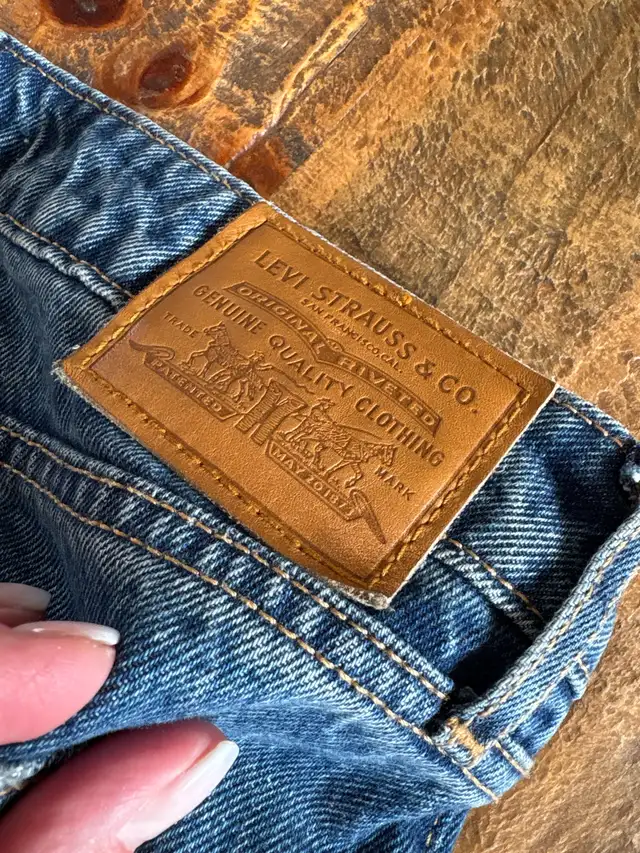 LEVI STRAUSS & CO.
SAN FRANCISCO, CAL.
ORIGINAL RIVETED
GENUINE QUALITY CLOTHING
TRADE MARK
PATENTED MAY 20 1873